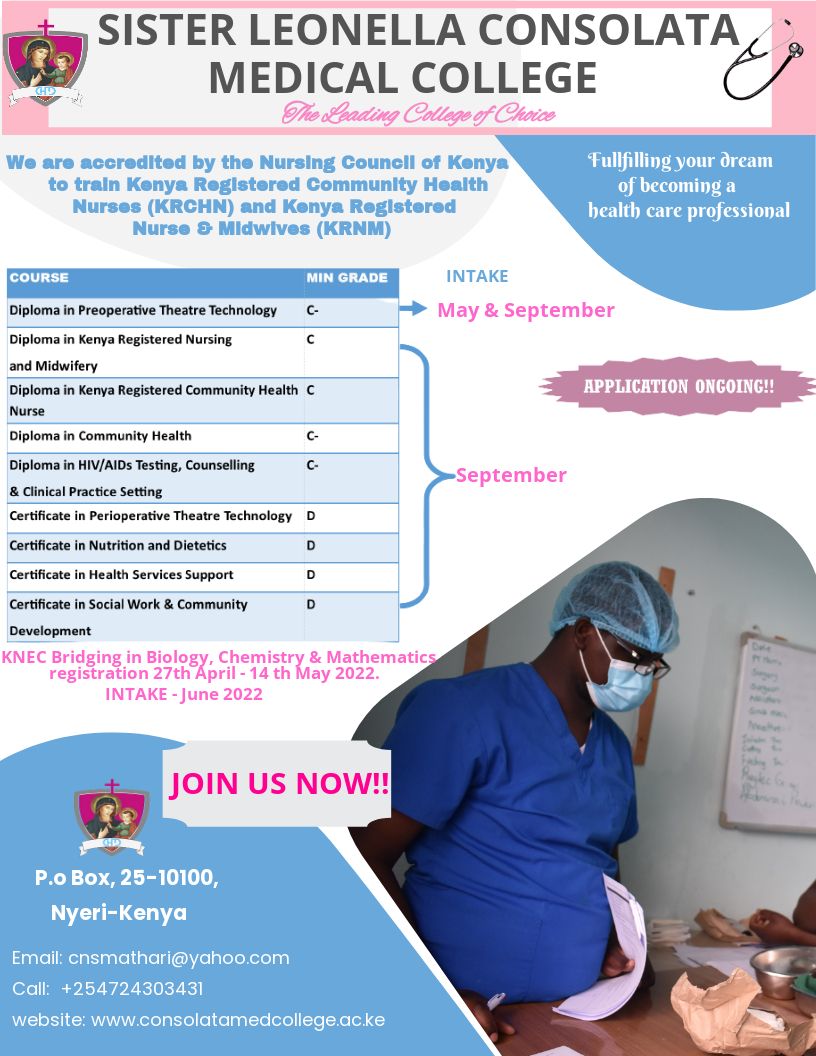 SISTER LEONELLA CONSOLATA
MEDICAL COLLEGE
The Leading College of Choice
We are accredited by the Nursing Council of Kenya
to train Kenya Registered Community Health
Nurses (KRCHN) and Kenya Registered
Nurse & Midwives (KRNM)
Fullfilling your dream
of becoming a
health care professional
COURSE MIN GRADE
Diploma in Preoperative Theatre Technology C-
Diploma in Kenya Registered Nursing C
and Midwifery
Diploma in Kenya Registered Community Health C
Nurse
Diploma in Community Health C-
Diploma in HIV/AIDs Testing, Counselling C-
& Clinical Practice Setting
Certificate in Perioperative Theatre Technology D
Certificate in Nutrition and Dietetics D
Certificate in Health Services Support D
Certificate in Social Work & Community D
Development
INTAKE
May & September
APPLICATION ONGOING!!
September
KNEC Bridging in Biology, Chemistry & Mathematics
registration 27th April - 14 th May 2022.
INTAKE - June 2022
JOIN US NOW!!
P.o Box, 25-10100,
Nyeri-Kenya
Email: cnsmathari@yahoo.com
Call: +254724303431
website: www.consolatamedcollege.ac.ke
Date
Surgery
Surgeon